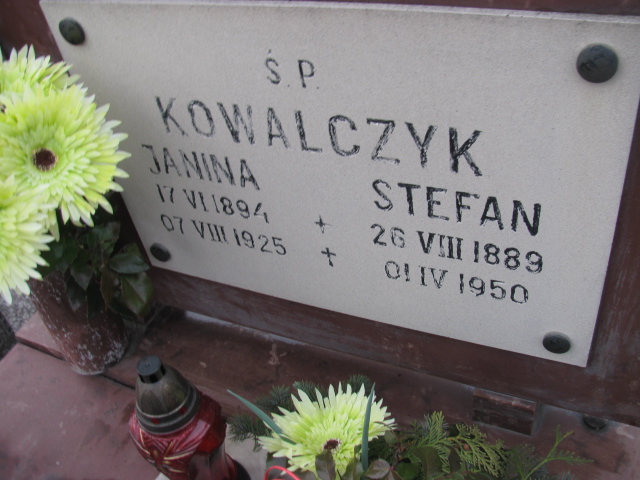 Ś. P.
KOWALCZYK
JANINA STEFAN
17 VI 1894 + 26 VIII 1889
07 VIII 1925 + 01 IV 1950